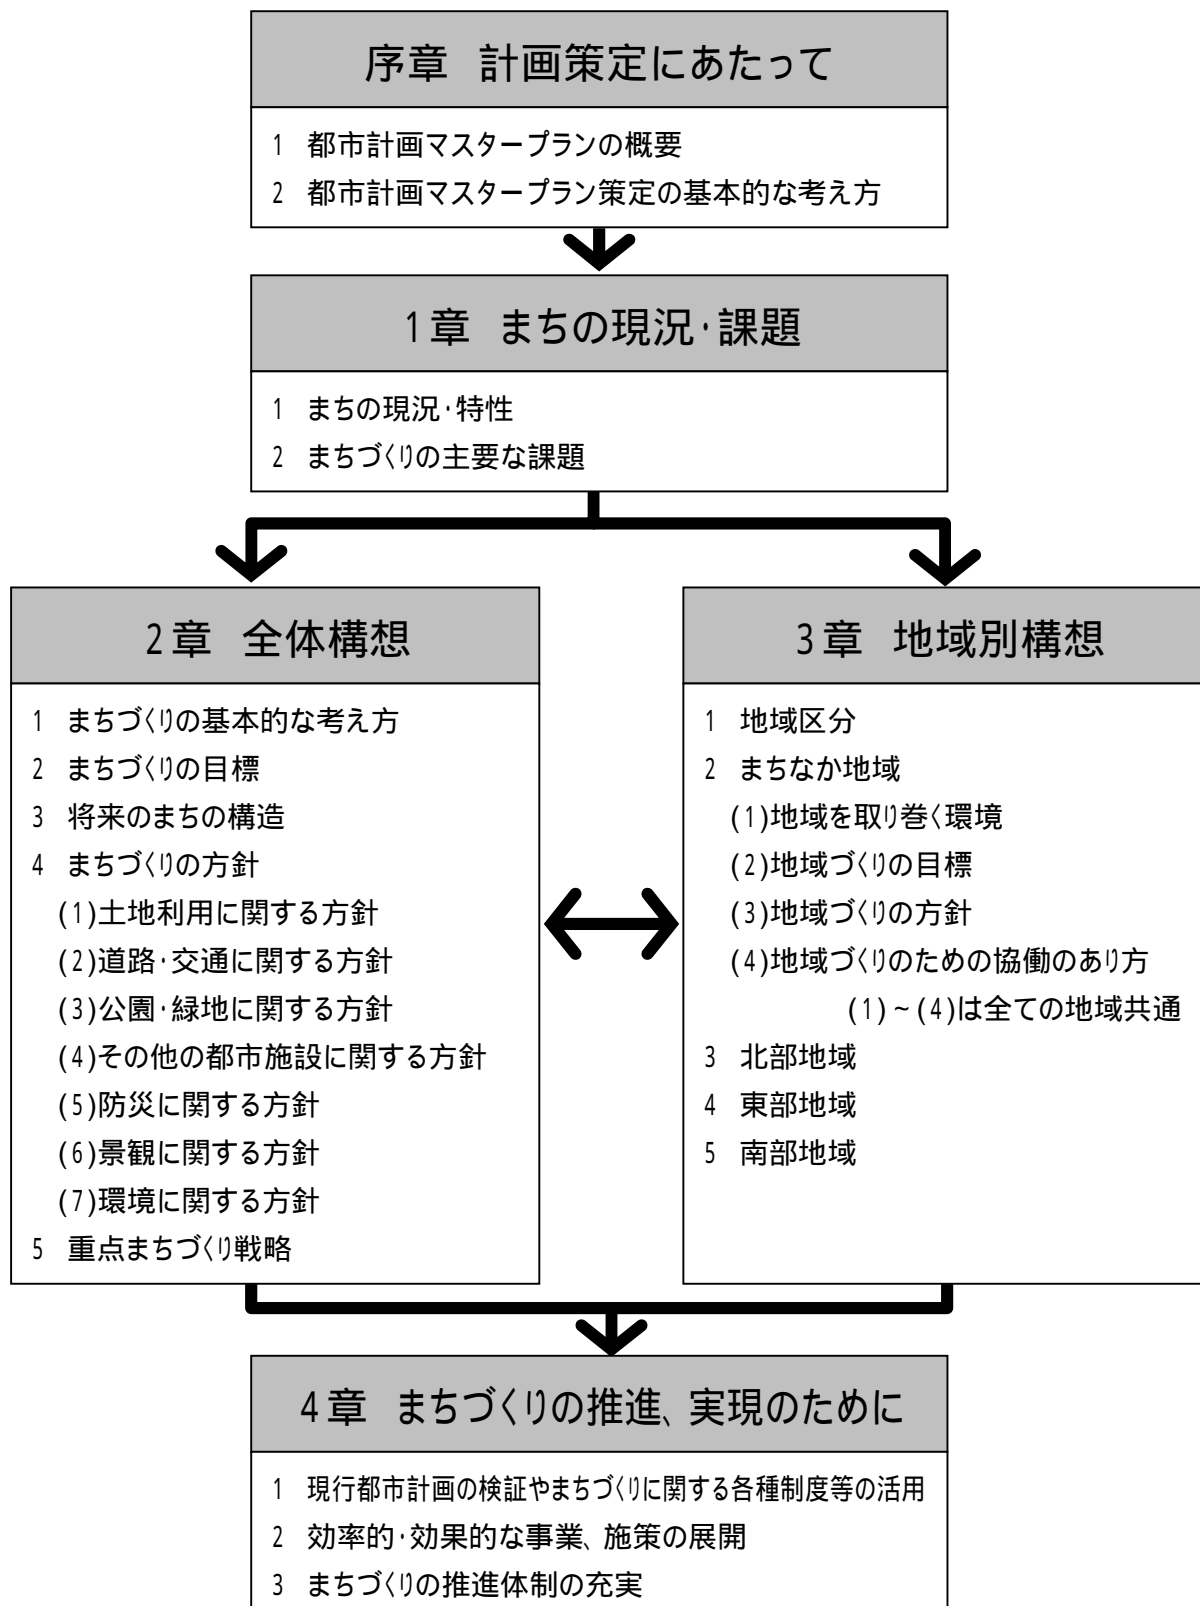 序章 計画策定にあたって
1 都市計画マスタープランの概要
2 都市計画マスタープラン策定の基本的な考え方
1章 まちの現況・課題
1 まちの現況・特性
2 まちづくりの主要な課題
2章 全体構想
1 まちづくりの基本的な考え方
2 まちづくりの目標
3 将来のまちの構造
4 まちづくりの方針
(1)土地利用に関する方針
(2)道路・交通に関する方針
(3)公園・緑地に関する方針
(4)その他の都市施設に関する方針
(5)防災に関する方針
(6)景観に関する方針
(7)環境に関する方針
5 重点まちづくり戦略
3章 地域別構想
1 地域区分
2 まちなか地域
(1)地域を取り巻く環境
(2)地域づくりの目標
(3)地域づくりの方針
(4)地域づくりのための協働のあり方
(1)~(4)は全ての地域共通
3 北部地域
4 東部地域
5 南部地域
4章 まちづくりの推進、実現のために
1 現行都市計画の検証やまちづくりに関する各種制度等の活用
2 効率的・効果的な事業、施策の展開
3 まちづくりの推進体制の充実